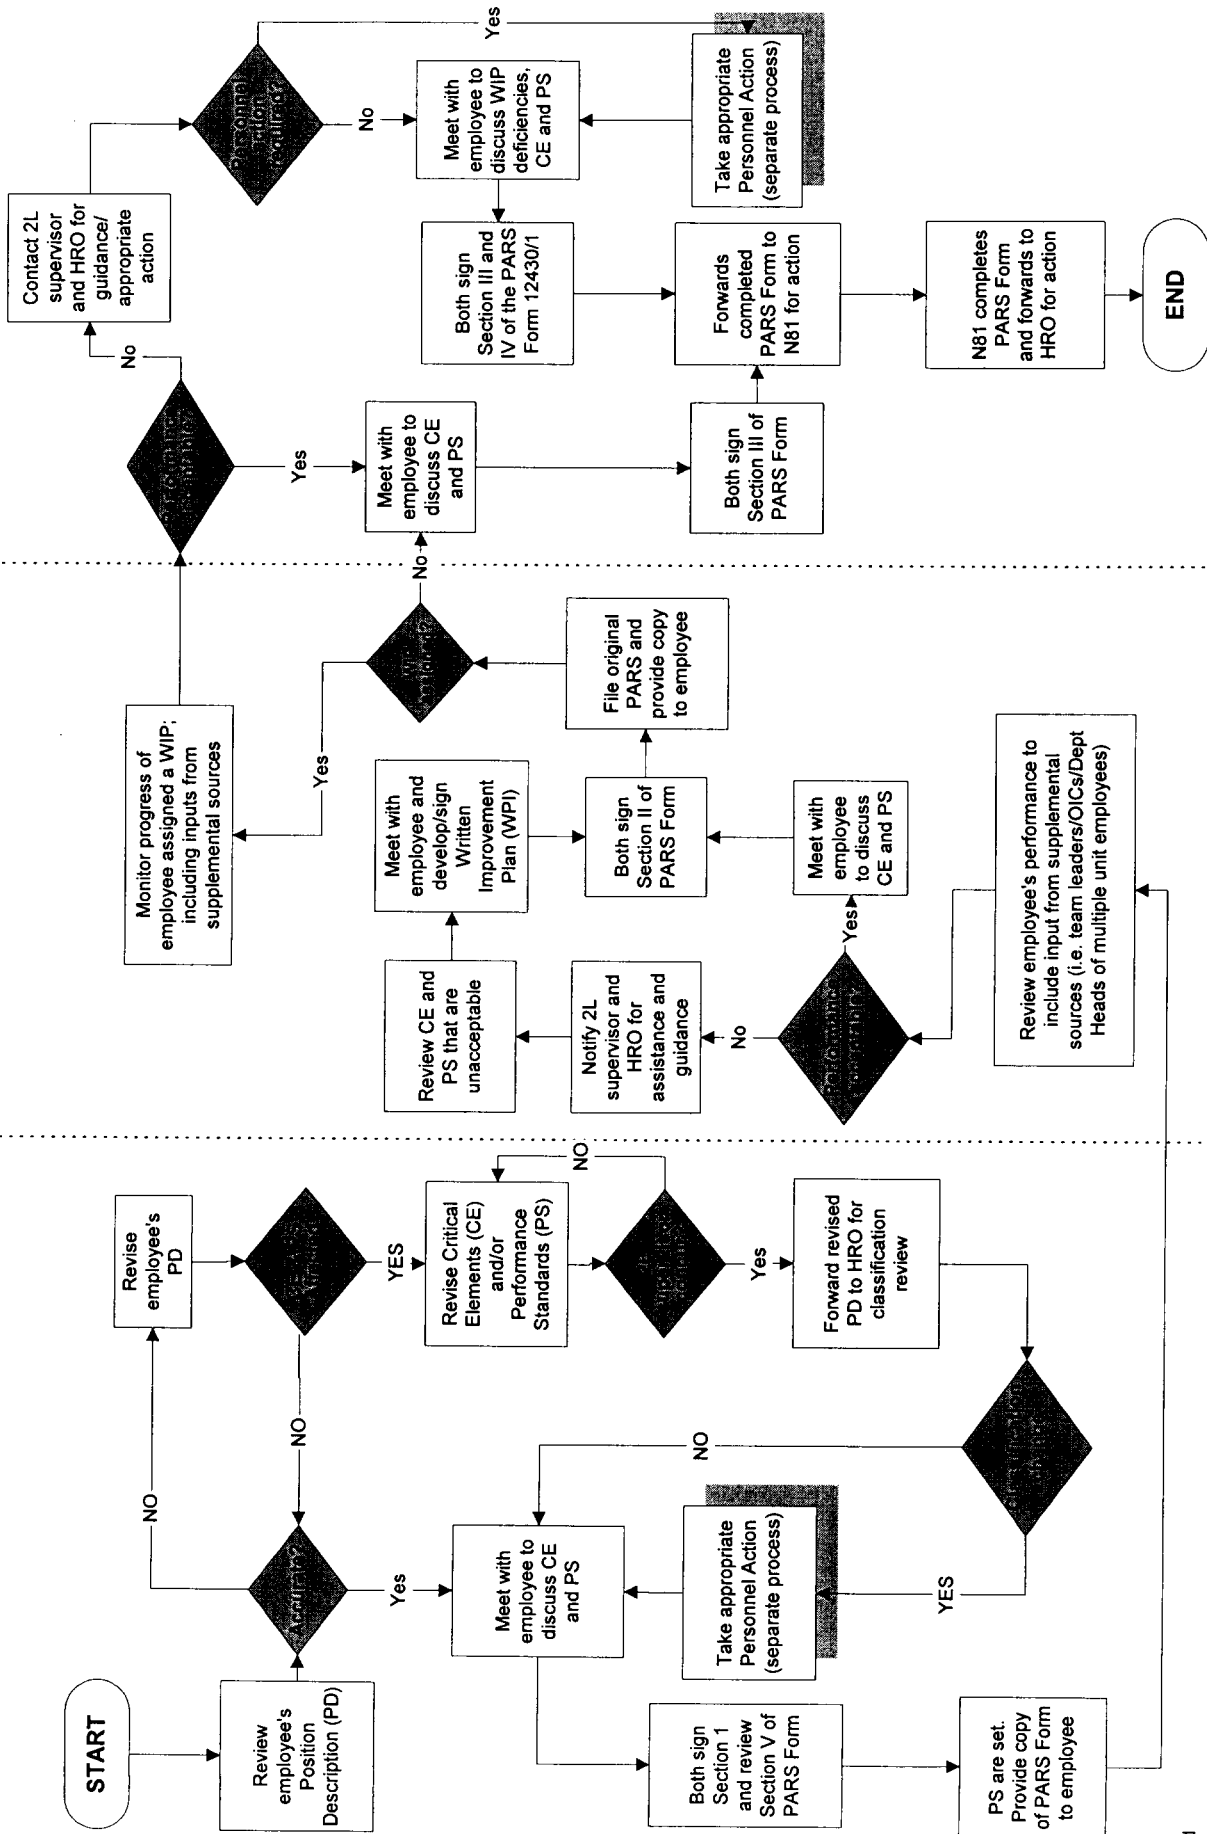 START
Review
employee's
Position
Description (PD)
Accurate?
NO
Yes
Revise
employee's
PD
NO
YES
Revise Critical
Elements (CE)
and/or
Performance
Standards (PS)
NO
Yes
Forward revised
PD to HRO for
classification
review
NO
YES
Take appropriate
Personnel Action
(separate process)
Meet with
employee to
discuss CE
and PS
Both sign
Section 1
and review
Section V of
PARS Form
PS are set.
Provide copy
of PARS Form
to employee
Review employee's performance to
include input from supplemental
sources (i.e. team leaders/OICs/Dept
Heads of multiple unit employees)
Performance
No
Yes
Notify 2L
supervisor and
HRO for
assistance and
guidance
Review CE and
PS that are
unacceptable
Meet with
employee and
develop/sign
Written
Improvement
Plan (WPI)
Meet with
employee
to discuss
CE and PS
Both sign
Section II of
PARS Form
File original
PARS and
provide copy
to employee
Yes
No
Monitor progress of
employee assigned a WIP;
including inputs from
supplemental sources
No
Yes
Contact 2L
supervisor
and HRO for
guidance/
appropriate
action
Personnel
action
required?
Yes
No
Take appropriate
Personnel Action
(separate process)
Meet with
employee to
discuss WIP
deficiencies,
CE and PS
Both sign
Section III and
IV of the PARS
Form 12430/1
Meet with
employee to
discuss CE
and PS
Both sign
Section III of
PARS Form
Forwards
completed
PARS Form to
N81 for action
N81 completes
PARS Form
and forwards to
HRO for action
END